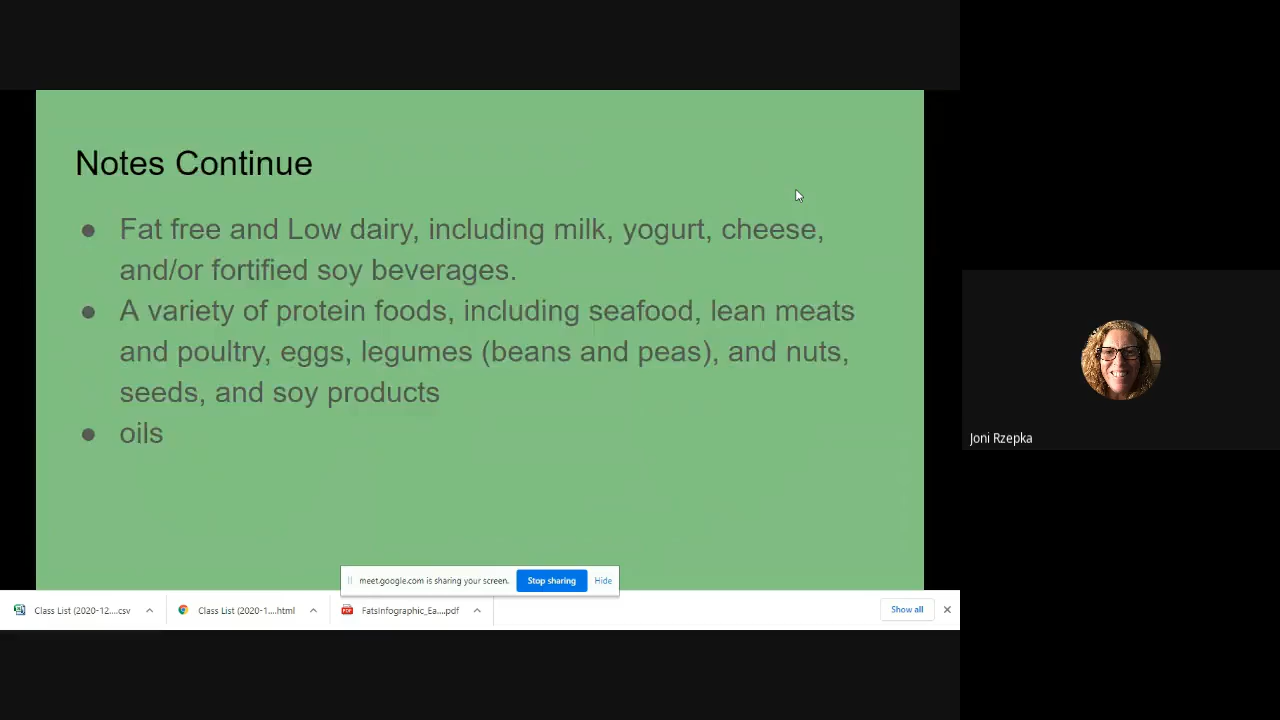 Notes Continue
● Fat free and Low dairy, including milk, yogurt, cheese,
and/or fortified soy beverages.
● A variety of protein foods, including seafood, lean meats
and poultry, eggs, legumes (beans and peas), and nuts,
seeds, and soy products
● oils
Joni Rzepka
meet.google.com is sharing your screen. Stop sharing Hide
Class List (2020-12....csv Class List (2020-1....html FatsInfographic_Ea....pdf Show all